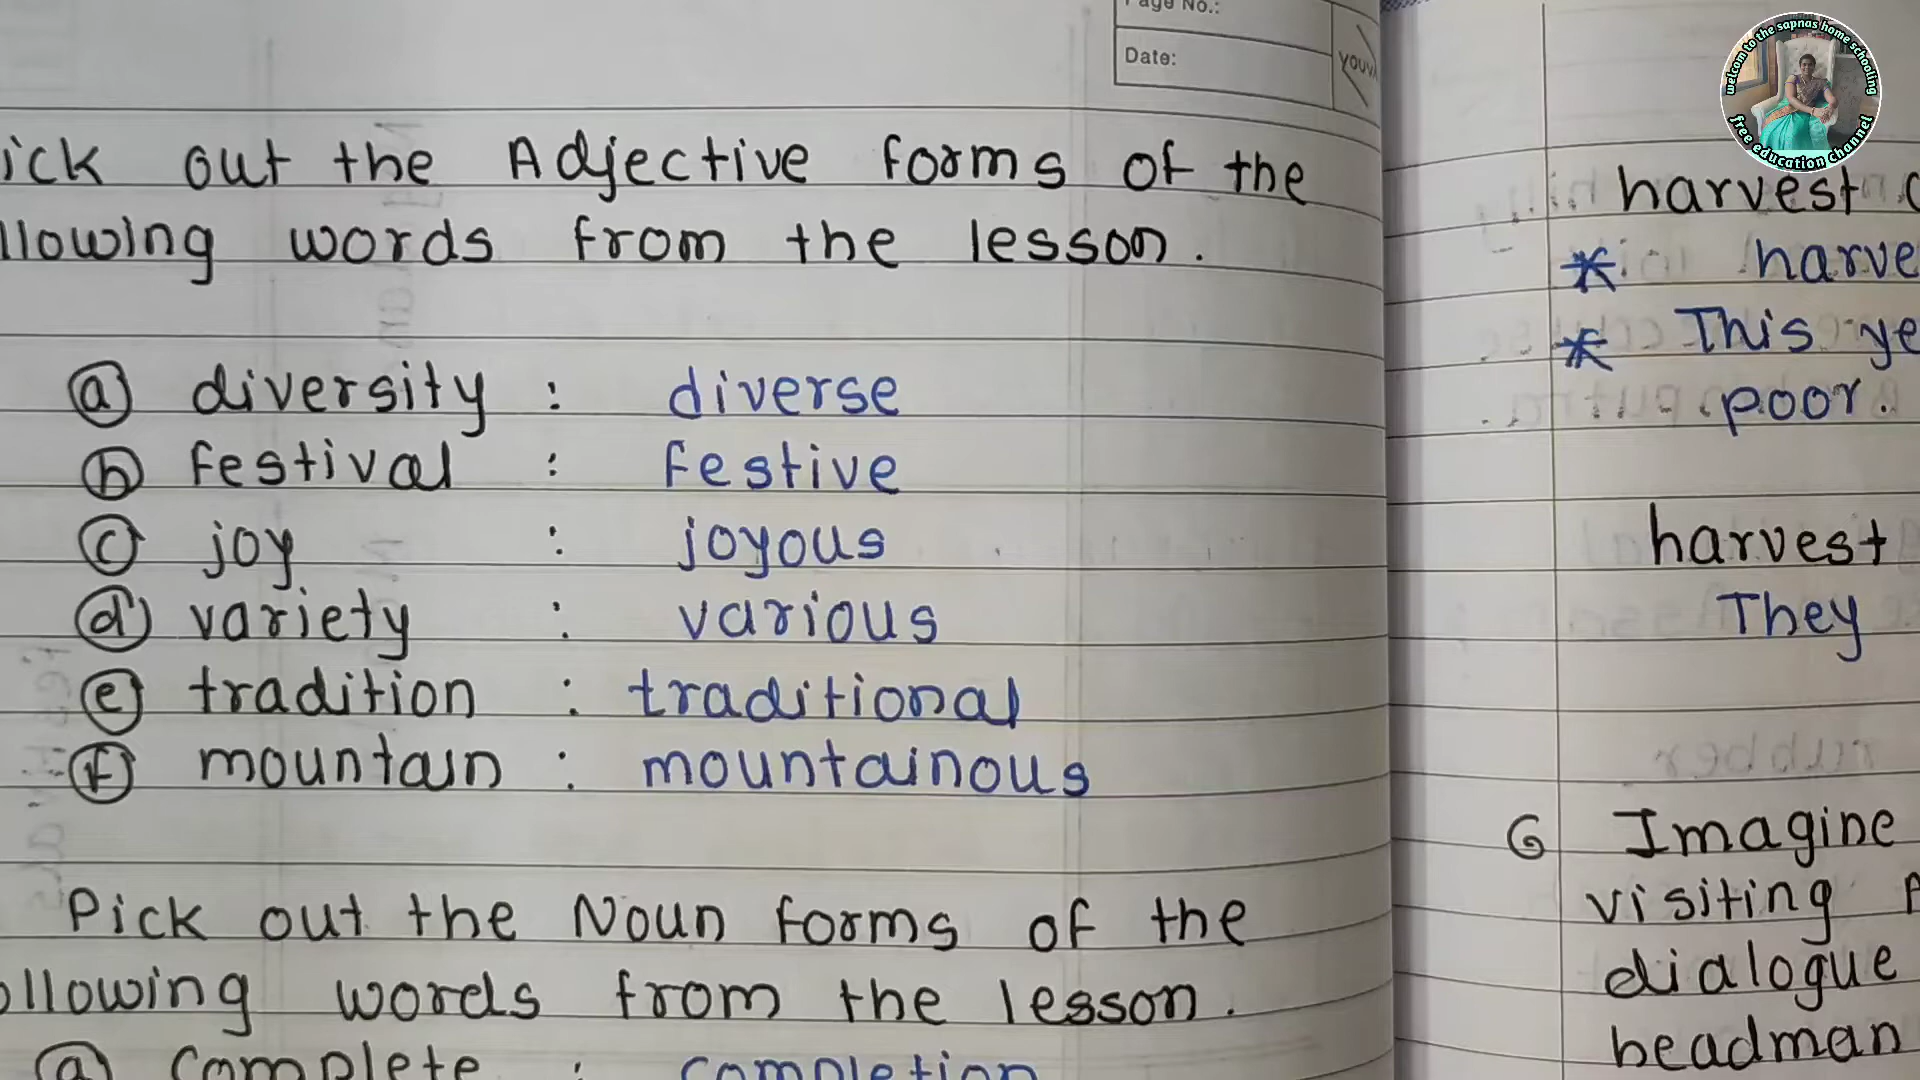 Page No.:
Date:
YOUVA
ick out the Adjective forms of the
llowing words from the lesson.
(a) diversity : diverse
(b) festival : festive
(c) joy : joyous
(d) variety : various
(e) tradition : traditional
(f) mountain : mountainous
Pick out the Noun forms of the
ollowing words from the lesson.
(a) complete : completion
harvest
* harve
* This ye
poor.
harvest
They
G Imagine
visiting
dialogue
headman
welcom to the sapnas home schooling
free education channel